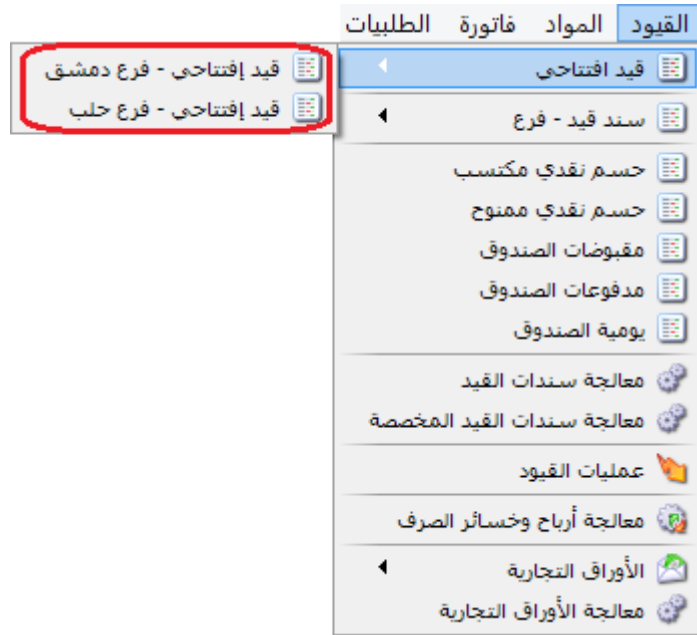 القيود المواد فاتورة الطلبيات
قيد افتتاحي
قيد إفتتاحي - فرع دمشق
قيد إفتتاحي - فرع حلب
سند قيد - فرع
حسم نقدي مكتسب
حسم نقدي ممنوح
مقبوضات الصندوق
مدفوعات الصندوق
يومية الصندوق
معالجة سندات القيد
معالجة سندات القيد المخصصة
عمليات القيود
معالجة أرباح وخسائر الصرف
الأوراق التجارية
معالجة الأوراق التجارية